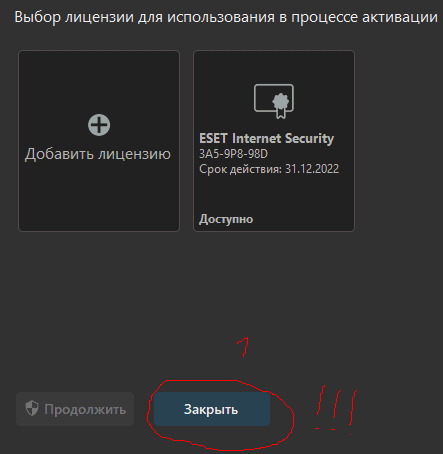 Выбор лицензии для использования в процессе активации
Добавить лицензию
ESET Internet Security
3A5-9P8-98D
Срок действия: 31.12.2022
Доступно
1
Продолжить
Закрыть
!!!